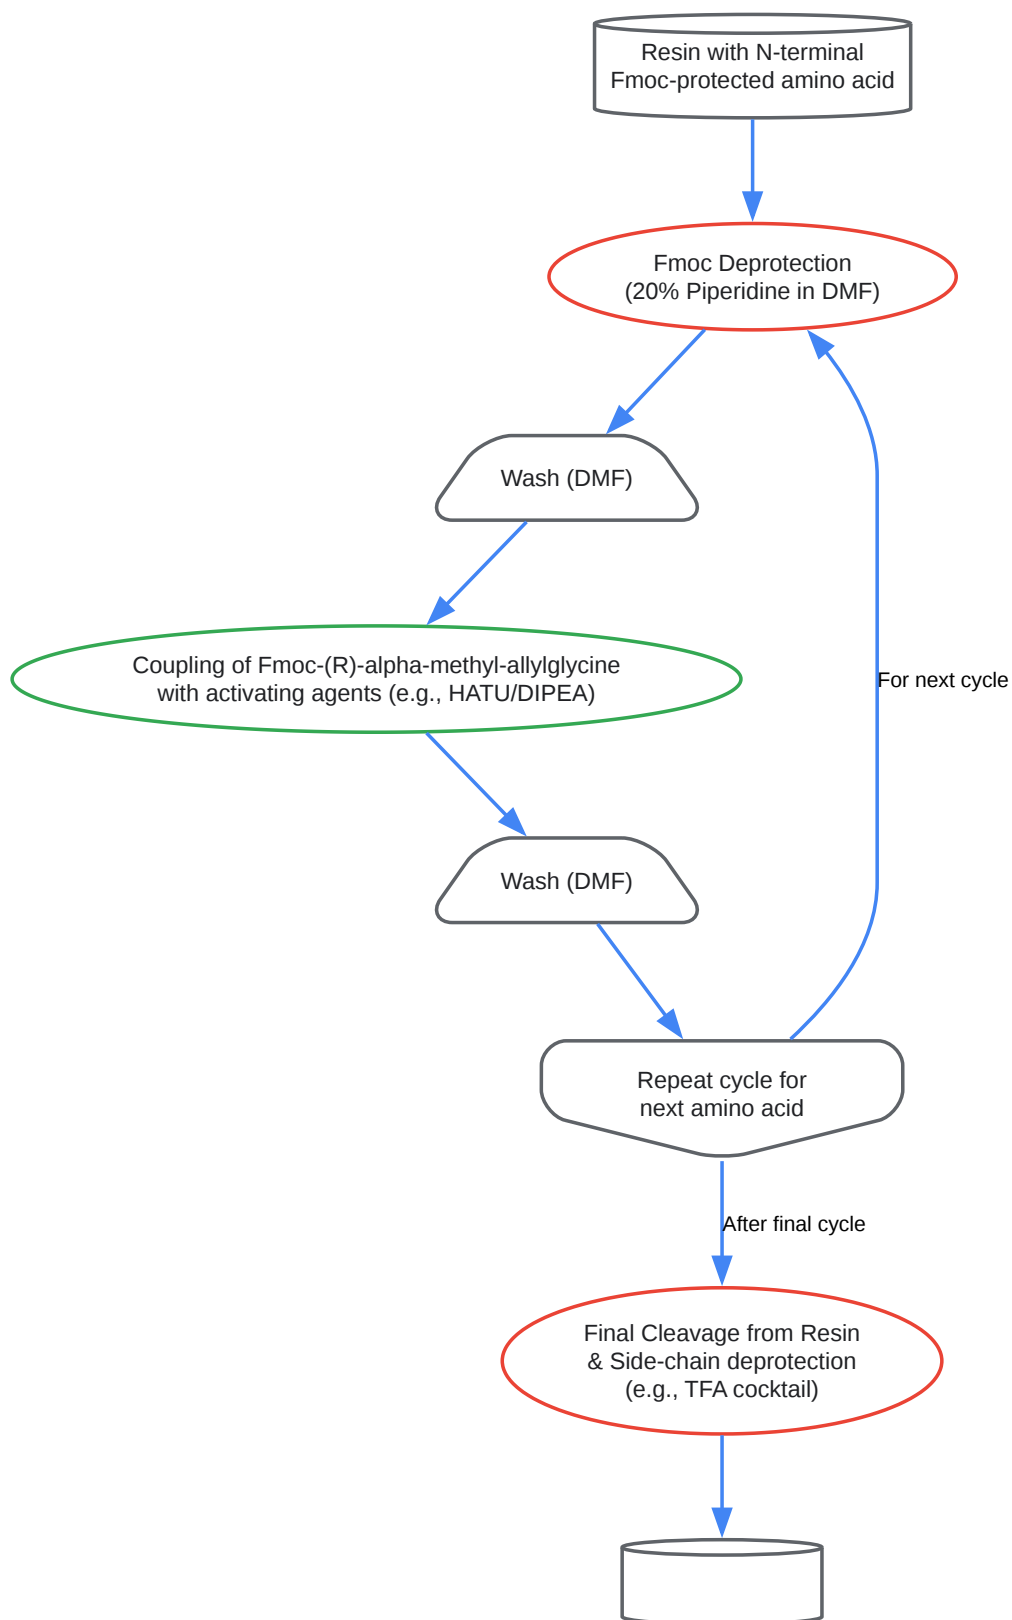 Resin with N-terminal
Fmoc-protected amino acid
Fmoc Deprotection
(20% Piperidine in DMF)
Wash (DMF)
Coupling of Fmoc-(R)-alpha-methyl-allylglycine
with activating agents (e.g., HATU/DIPEA)
For next cycle
Wash (DMF)
Repeat cycle for
next amino acid
After final cycle
Final Cleavage from Resin
& Side-chain deprotection
(e.g., TFA cocktail)